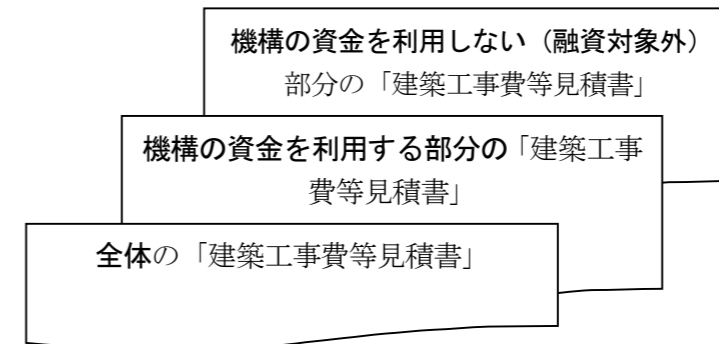 機構の資金を利用しない（融資対象外）
部分の「建築工事費等見積書」
機構の資金を利用する部分の「建築工事
費等見積書」
全体の「建築工事費等見積書」